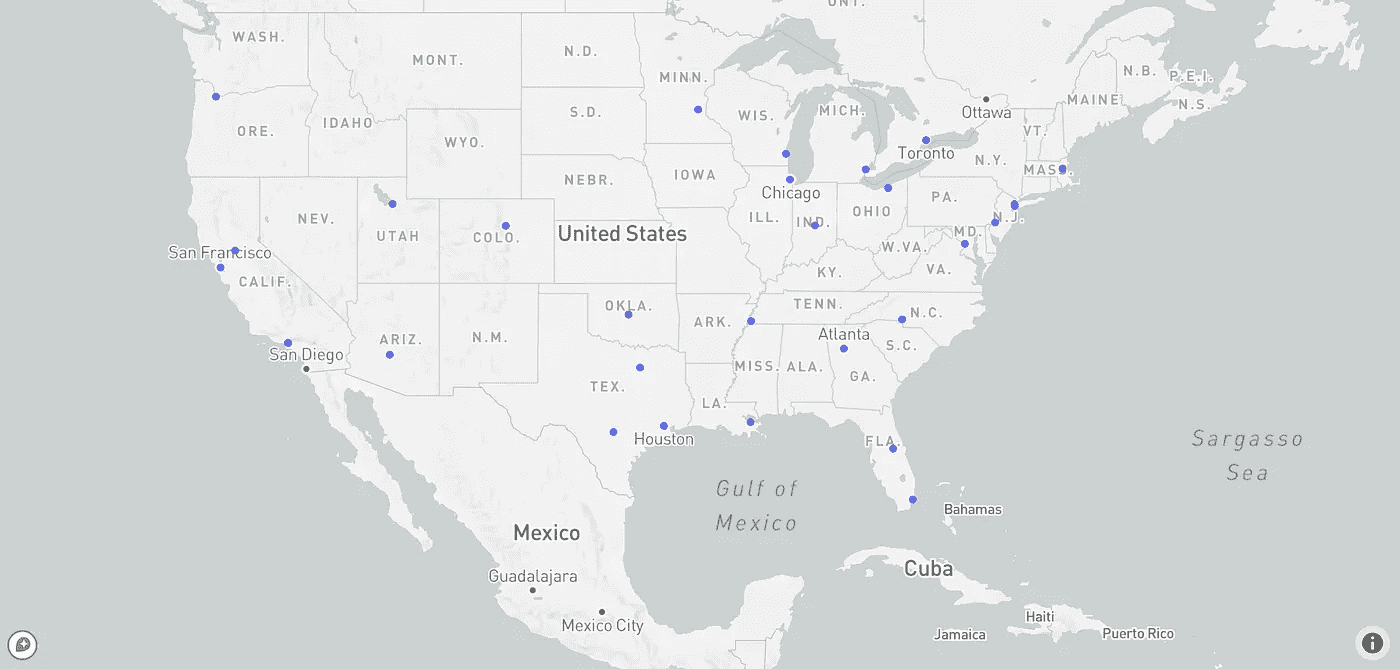 ONT.
WASH.
MONT.
N.D.
MINN.
N.B.
P.E.I.
MAINE
N.S.
ORE.
IDAHO
S.D.
WIS.
MICH.
Ottawa
VT.
WYO.
Toronto
N.Y.
MASS.
NEBR.
IOWA
Chicago
PA.
NEV.
UTAH
COLO.
United States
ILL.
IND.
OHIO
N.J.
MD.
W.VA.
San Francisco
CALIF.
KY.
VA.
OKLA.
ARK.
TENN.
N.C.
ARIZ.
N.M.
Atlanta
S.C.
San Diego
TEX.
MISS.
ALA.
GA.
LA.
Houston
FLA.
Sargasso
Sea
Gulf of
Mexico
Bahamas
Mexico
Cuba
Guadalajara
Mexico City
Haiti
Jamaica
Puerto Rico